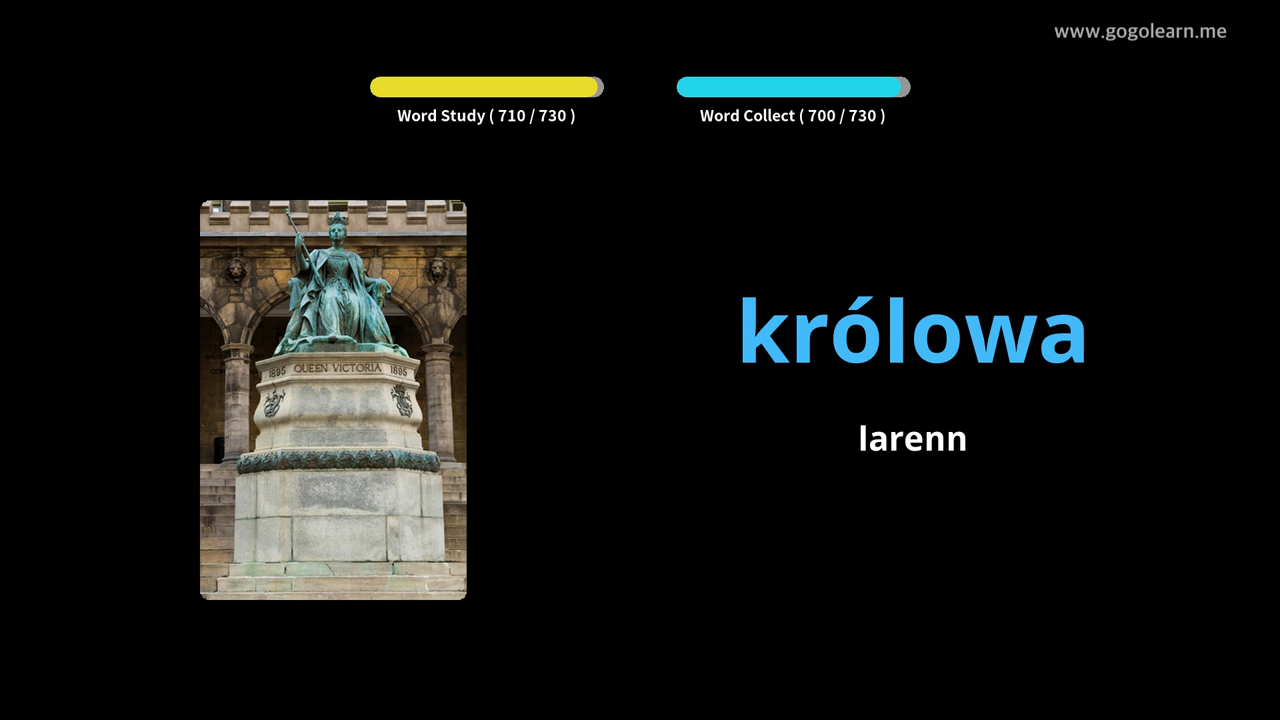 www.gogolearn.me
Word Study ( 710 / 730 )
Word Collect ( 700 / 730 )
królowa
larenn
1895 QUEEN VICTORIA 1895